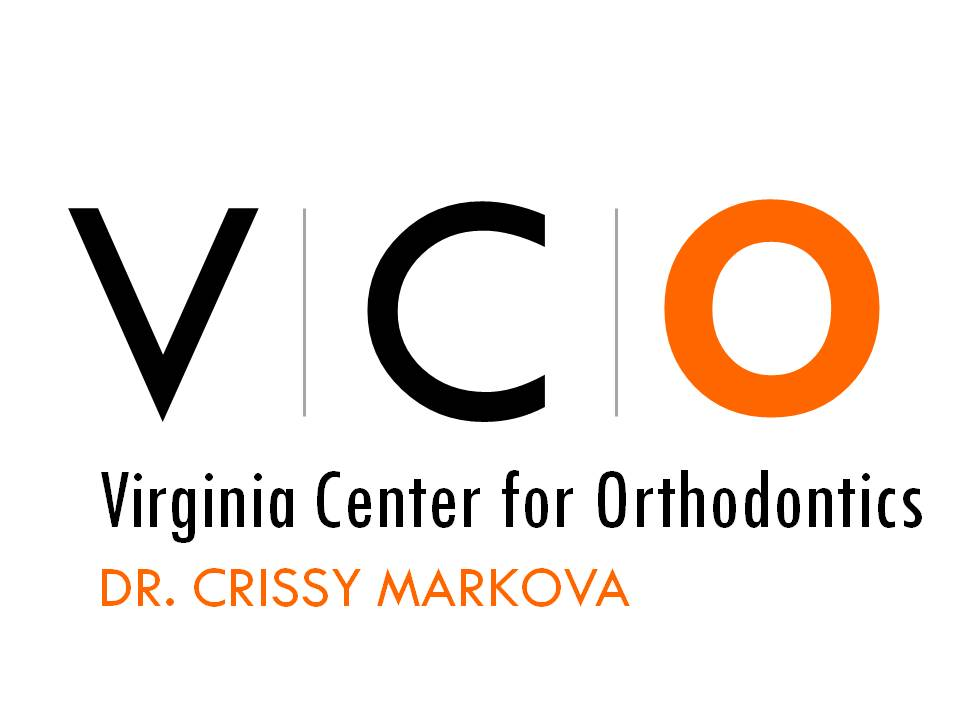 V|C|O
Virginia Center for Orthodontics
DR. CRISSY MARKOVA